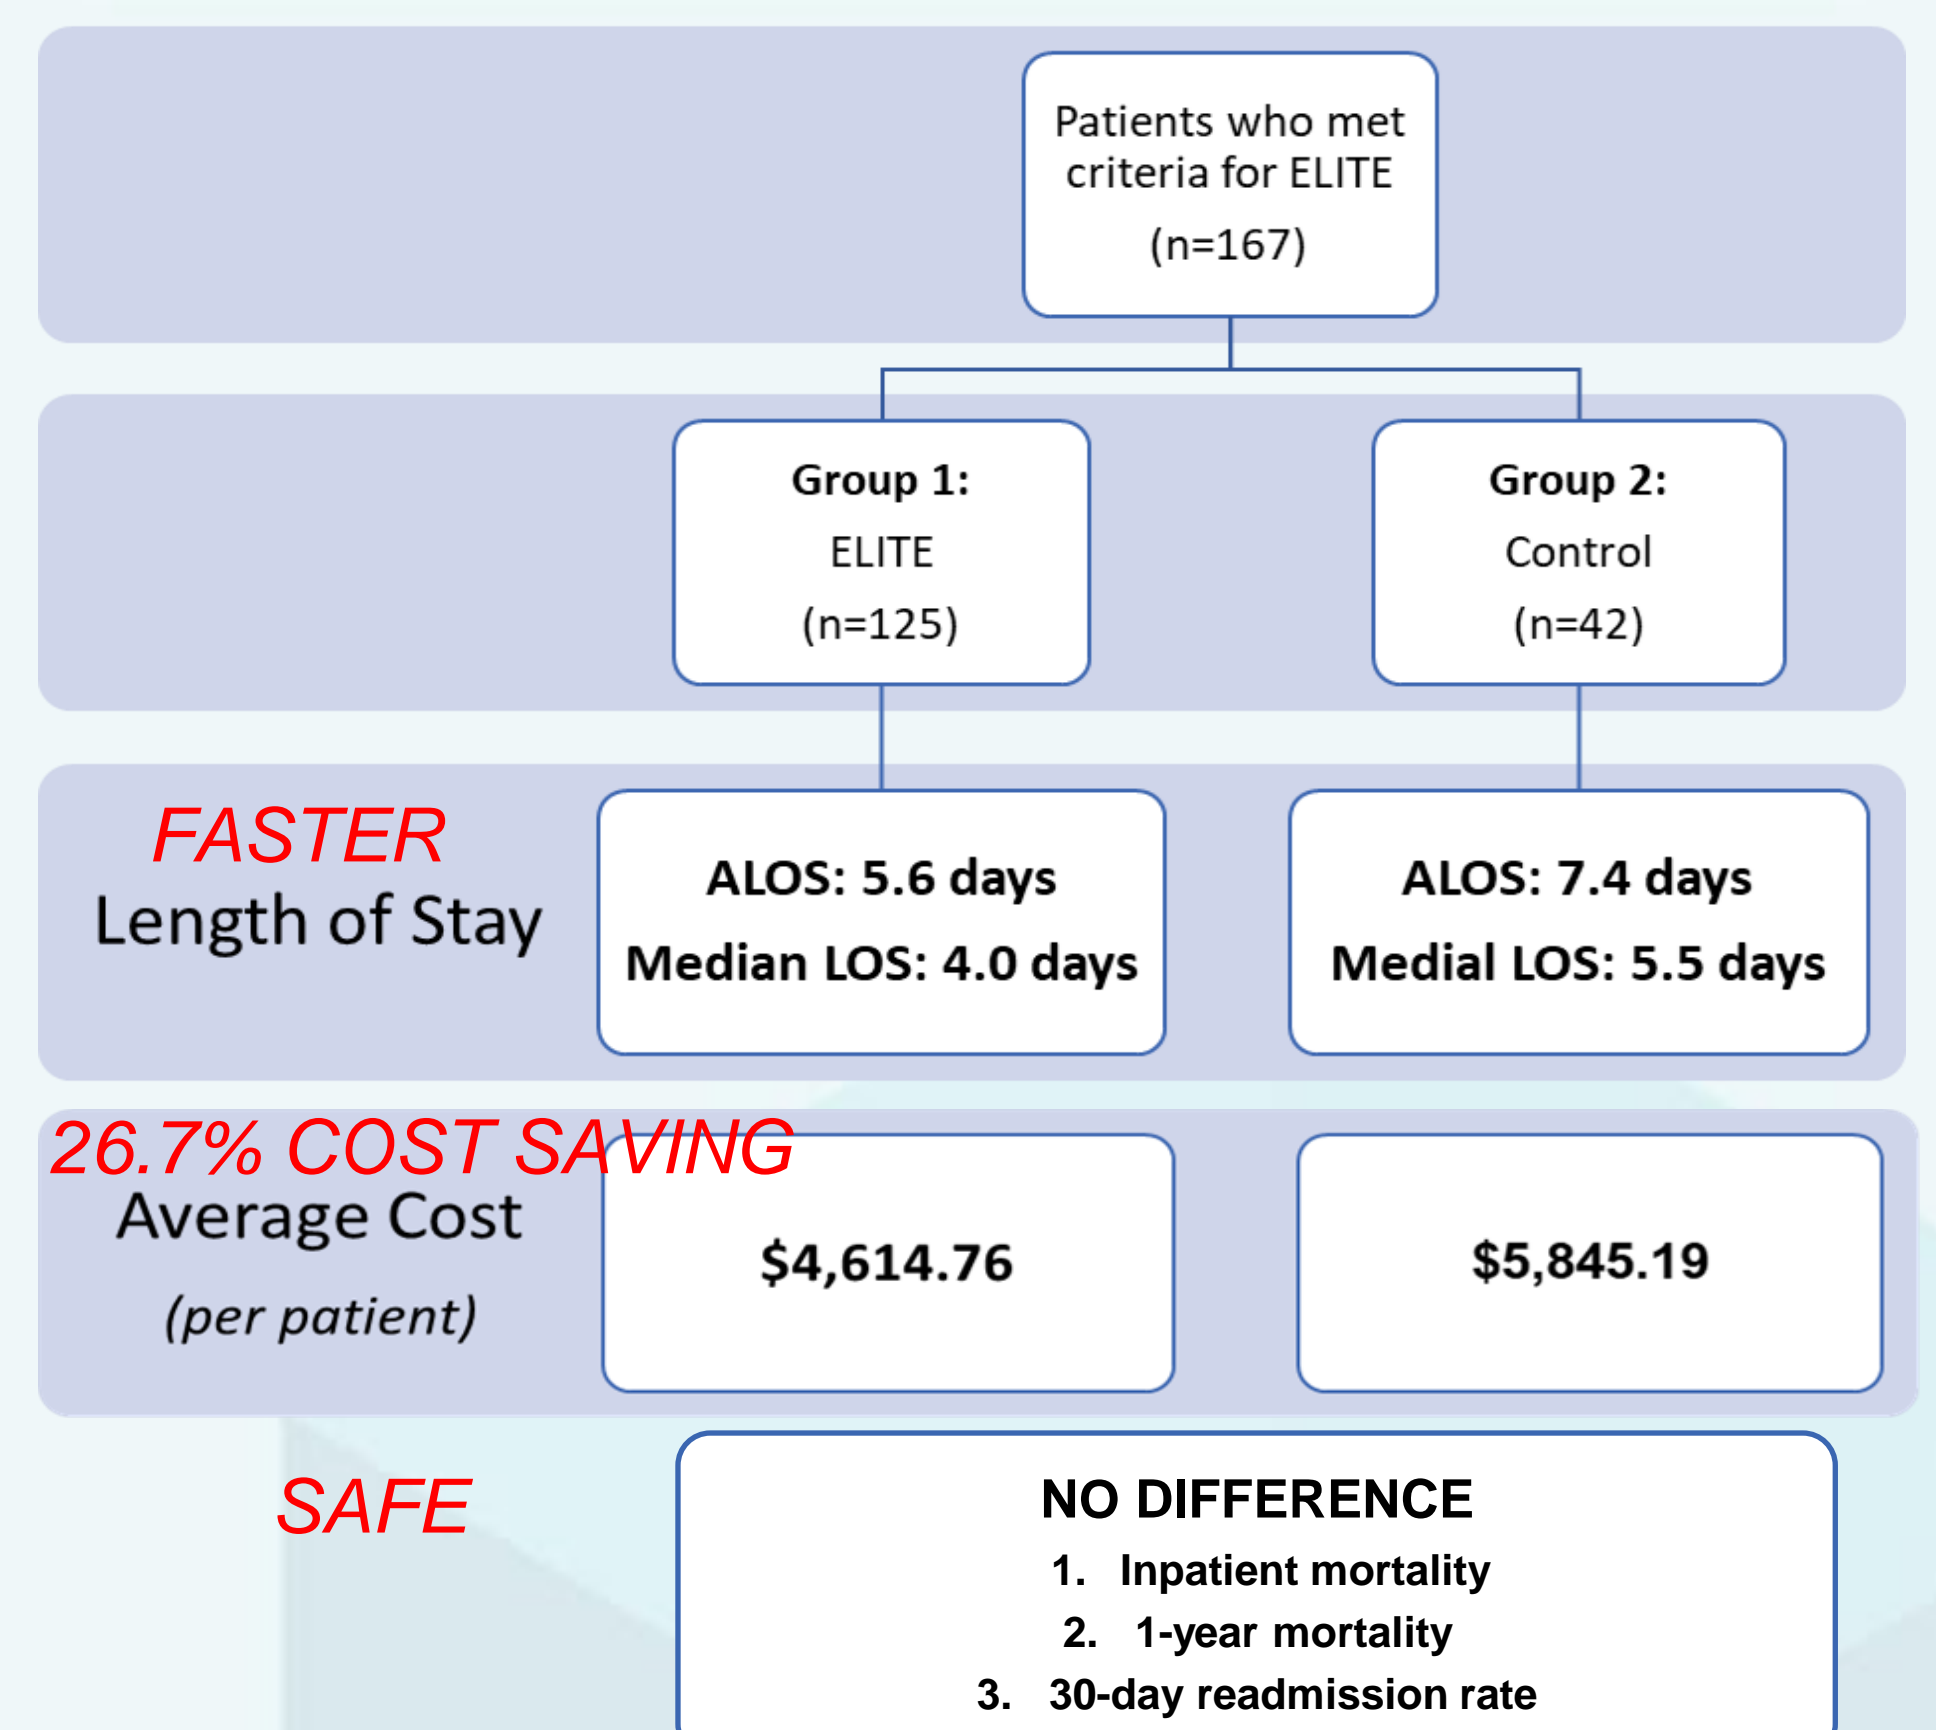 Patients who met
criteria for ELITE
(n=167)
Group 1:
ELITE
(n=125)
Group 2:
Control
(n=42)
FASTER
Length of Stay
ALOS: 5.6 days
Median LOS: 4.0 days
ALOS: 7.4 days
Medial LOS: 5.5 days
26.7% COST SAVING
Average Cost
(per patient)
$4,614.76
$5,845.19
SAFE
NO DIFFERENCE
1. Inpatient mortality
2. 1-year mortality
3. 30-day readmission rate